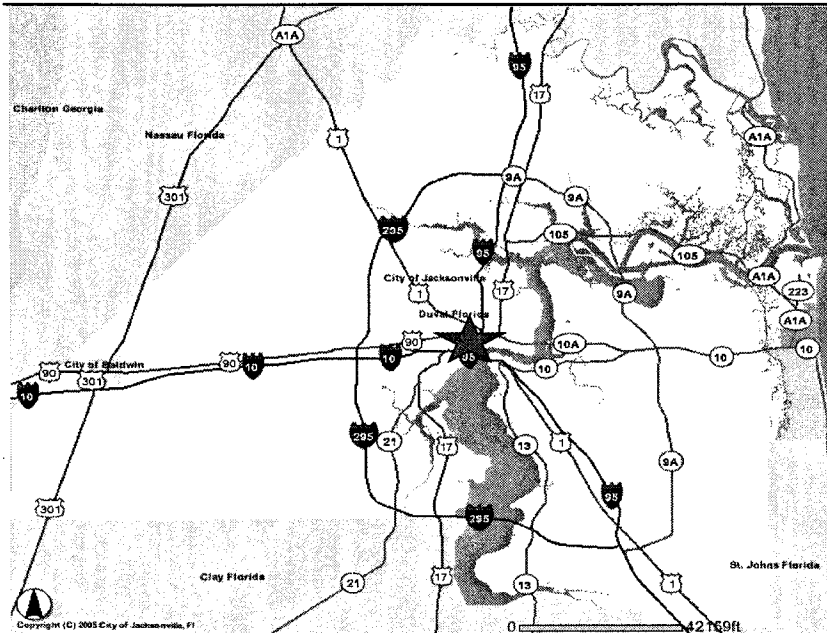 A1A
95
17
Charlton Georgia
Nassau Florida
1
A1A
9A
301
9A
295
105
95
105
City of Jacksonville
A1A
1
17
9A
223
Duval Florida
A1A
90
10A
10
90
City of Baldwin
90
10
95
10
10
301
10
10
10
295
21
17
13
1
9A
95
301
295
St. Johns Florida
Clay Florida
21
17
13
1
Copyright (C) 2005 City of Jacksonville, Fl
0
42159ft